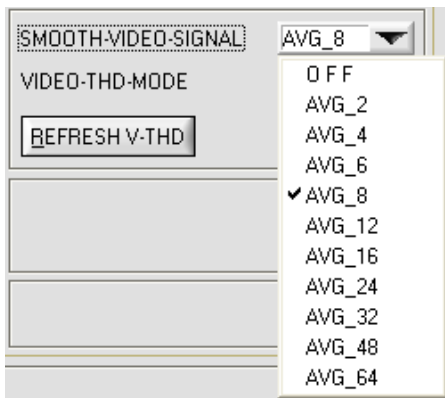 SMOOTH-VIDEO-SIGNAL AVG_8
VIDEO-THD-MODE
REFRESH V-THD
OFF
AVG_2
AVG_4
AVG_6
AVG_8
AVG_12
AVG_16
AVG_24
AVG_32
AVG_48
AVG_64